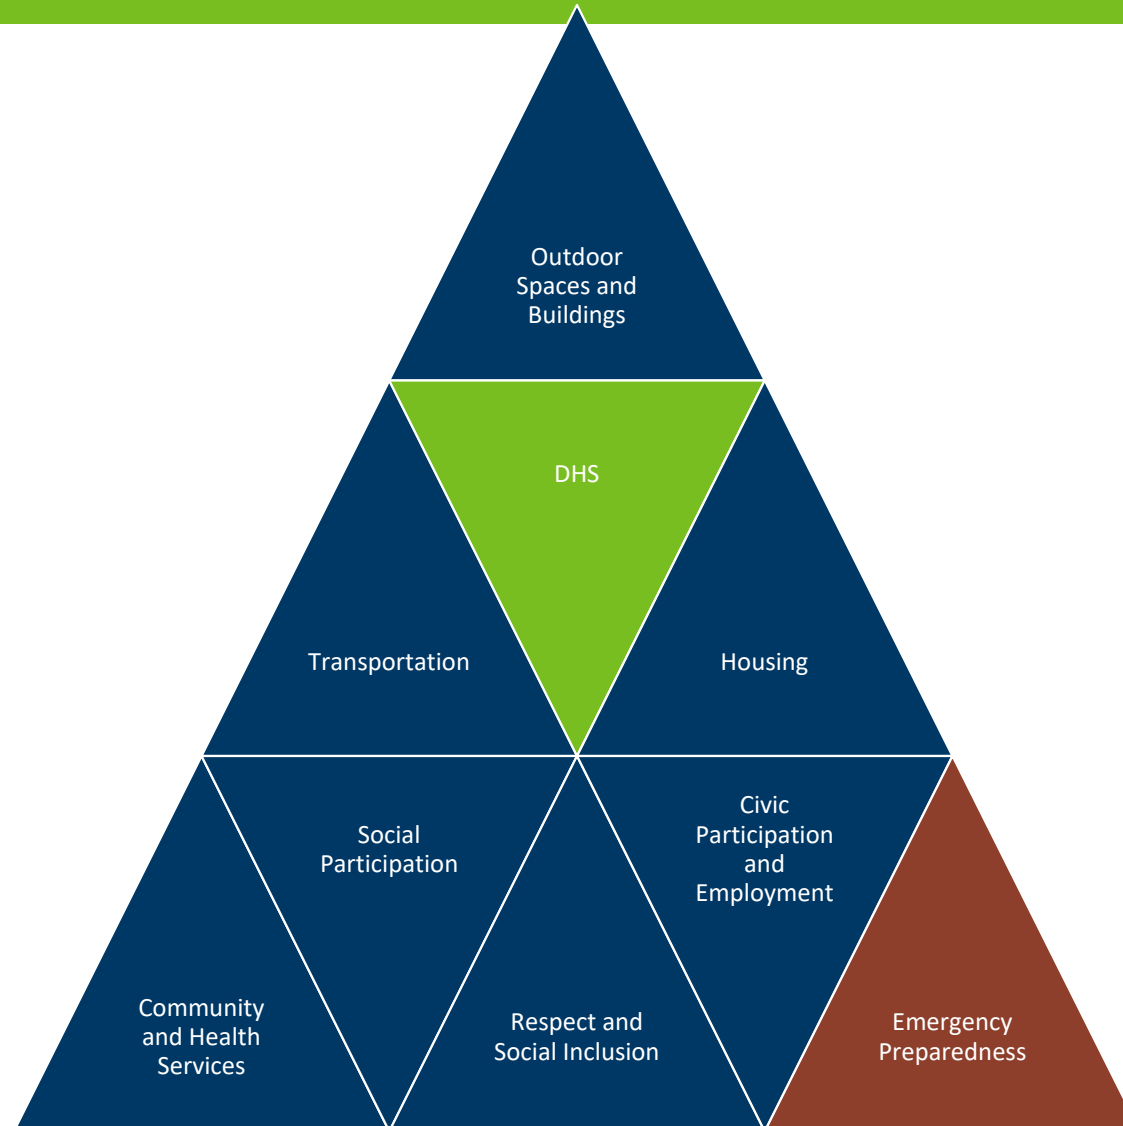 Outdoor
Spaces and
Buildings
DHS
Transportation
Housing
Social
Participation
Civic
Participation
and
Employment
Community
and Health
Services
Respect and
Social Inclusion
Emergency
Preparedness